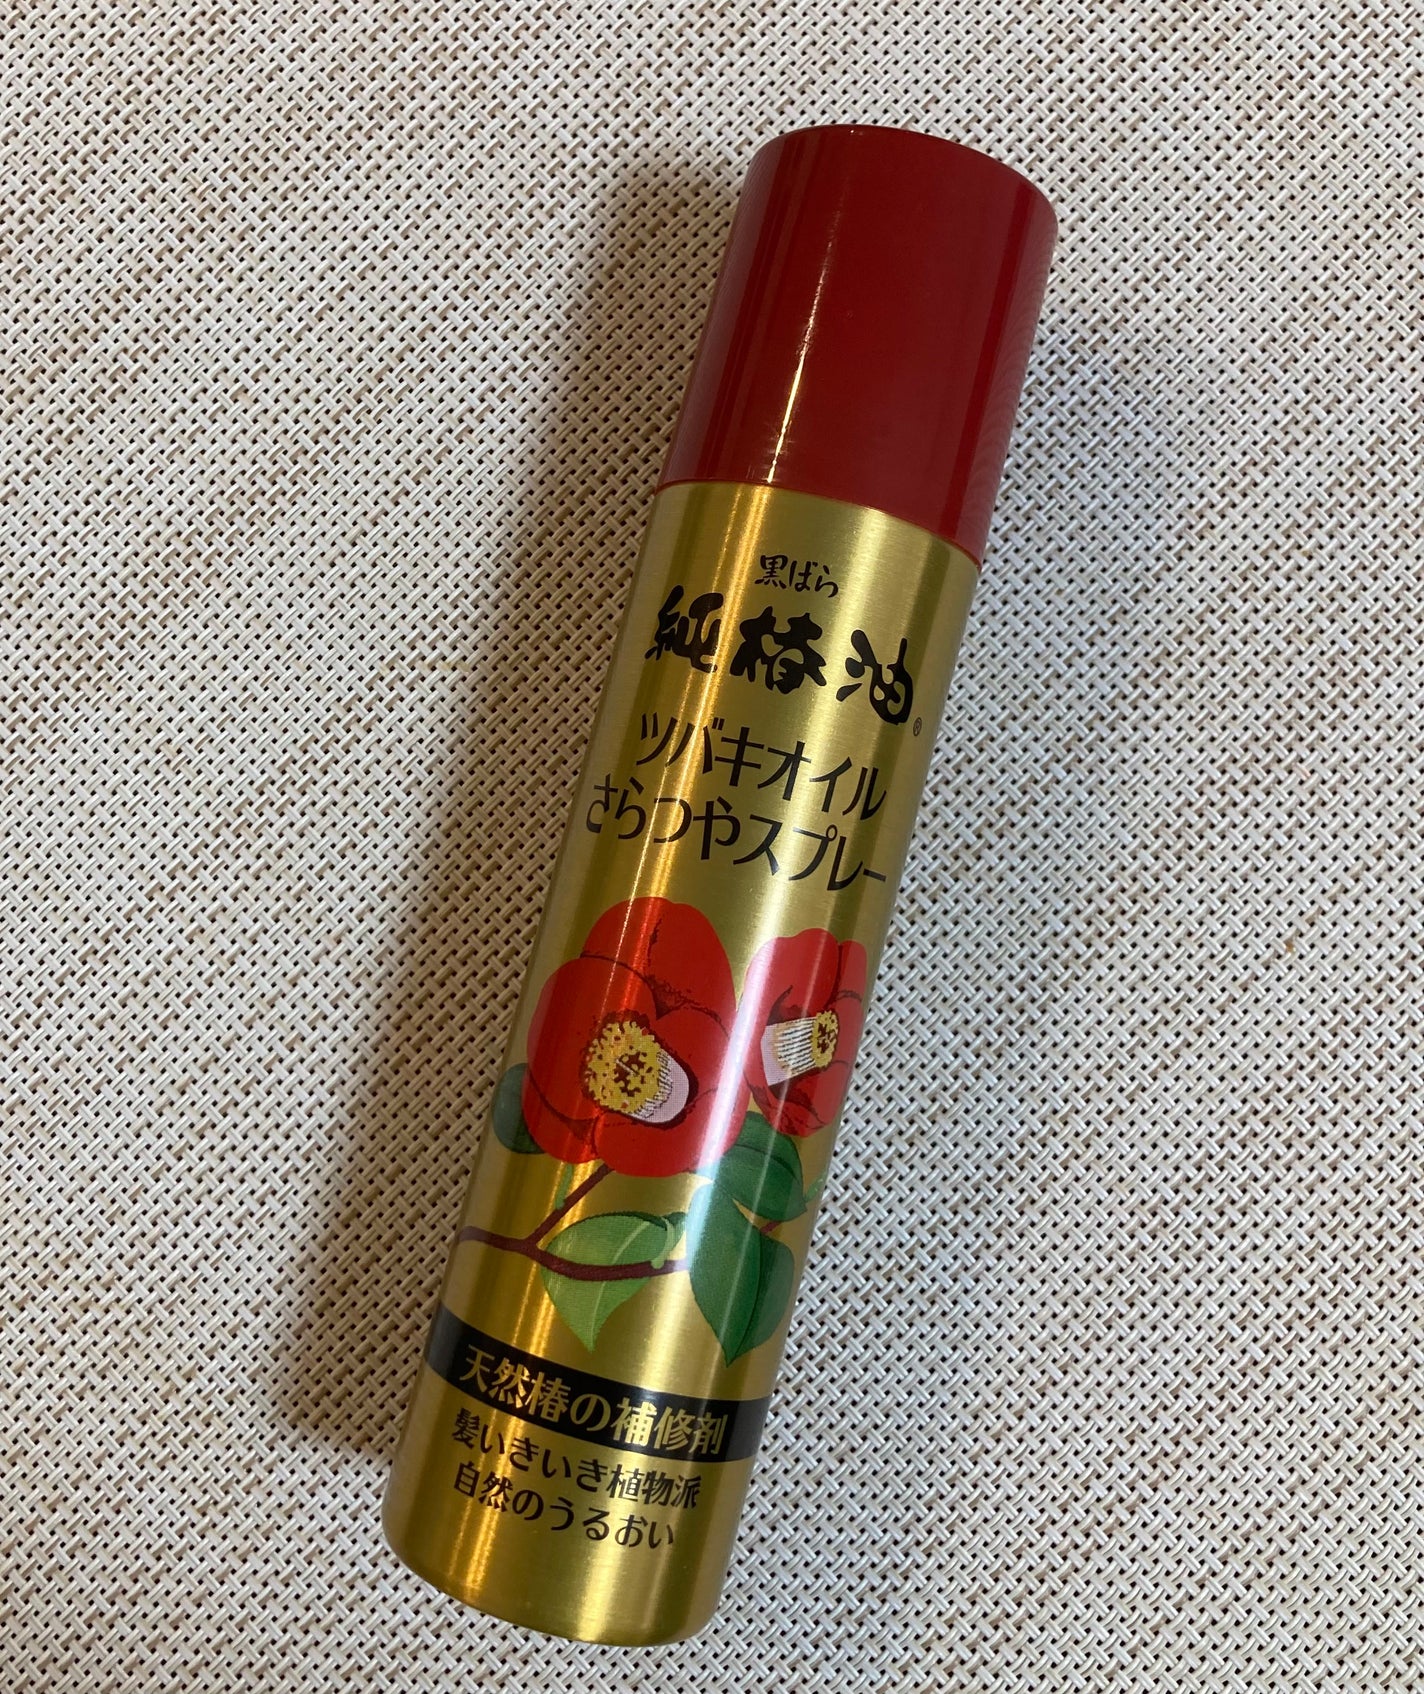 黒ばら
純椿油®
ツバキオイル
さらつやスプレー
天然椿の補修剤
髪いきいき植物派
自然のうるおい